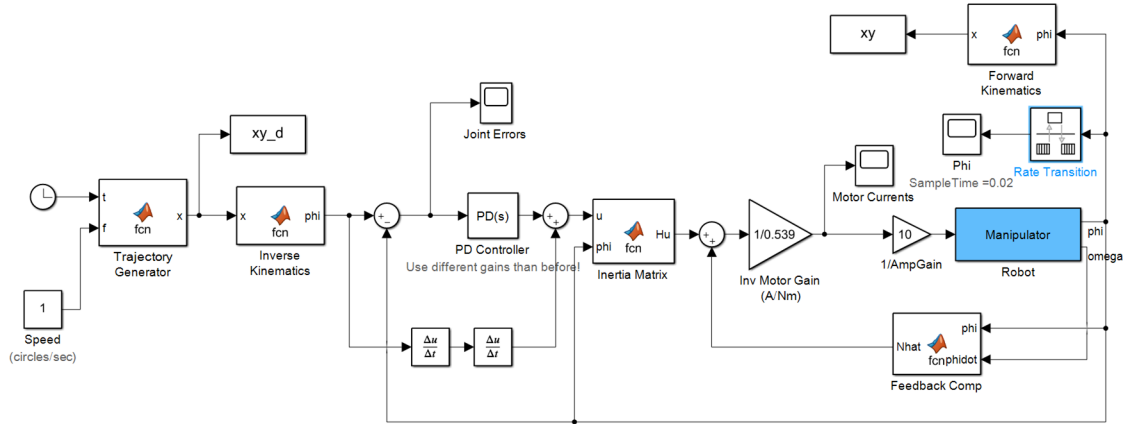 xy
x
phi
fcn
Forward
Kinematics
Joint Errors
xy_d
Phi
Rate Transition
SampleTime =0.02
Motor Currents
t
f
x
fcn
Trajectory
Generator
x
phi
fcn
Inverse
Kinematics
+
−
PD(s)
PD Controller
Use different gains than before!
+
+
u
phi
Hu
fcn
Inertia Matrix
+
+
1/0.539
Inv Motor Gain
(A/Nm)
10
1/AmpGain
Manipulator
Robot
phi
omega
1
Speed
(circles/sec)
Δu
Δt
Δu
Δt
Nhat
phi
fcn
phidot
Feedback Comp